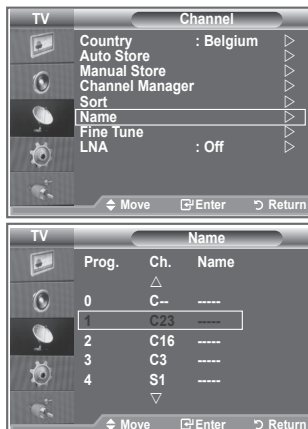 TV Channel
Country : Belgium
Auto Store
Manual Store
Channel Manager
Sort
Name
Fine Tune
LNA : Off
Move Enter Return
TV Name
Prog. Ch. Name
0 C-- -----
1 C23 -----
2 C16 -----
3 C3 -----
4 S1 -----
Move Enter Return